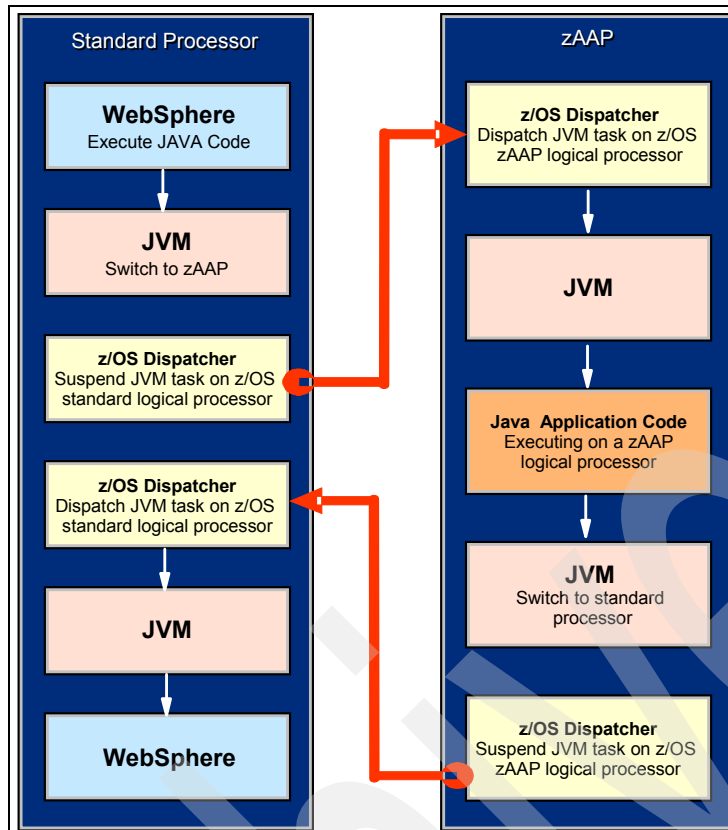 Standard Processor
WebSphere
Execute JAVA Code
JVM
Switch to zAAP
z/OS Dispatcher
Suspend JVM task on z/OS
standard logical processor
z/OS Dispatcher
Dispatch JVM task on z/OS
standard logical processor
JVM
WebSphere
zAAP
z/OS Dispatcher
Dispatch JVM task on z/OS
zAAP logical processor
JVM
Java Application Code
Executing on a zAAP
logical processor
JVM
Switch to standard
processor
z/OS Dispatcher
Suspend JVM task on z/OS
zAAP logical processor